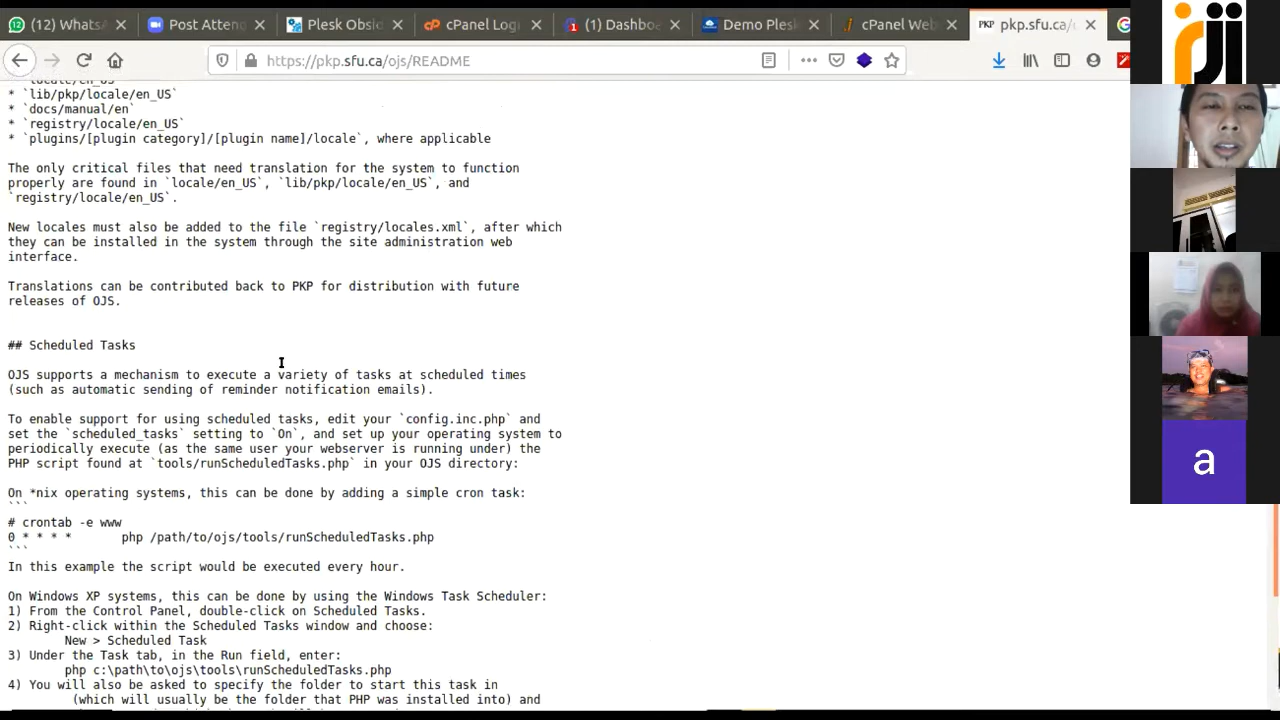 (12) WhatsA
Post Atten
Plesk Obsid
cPanel Log
(1) Dashbo
Demo Plesk
cPanel Web
PKP pkp.sfu.ca/
https://pkp.sfu.ca/ojs/README
* `locale/en_US`
* `lib/pkp/locale/en_US`
* `docs/manual/en`
* `registry/locale/en_US`
* `plugins/[plugin category]/[plugin name]/locale`, where applicable
The only critical files that need translation for the system to function
properly are found in `locale/en_US`, `lib/pkp/locale/en_US`, and
`registry/locale/en_US`.
New locales must also be added to the file `registry/locales.xml`, after which
they can be installed in the system through the site administration web
interface.
Translations can be contributed back to PKP for distribution with future
releases of OJS.
## Scheduled Tasks
OJS supports a mechanism to execute a variety of tasks at scheduled times
(such as automatic sending of reminder notification emails).
To enable support for using scheduled tasks, edit your `config.inc.php` and
set the `scheduled_tasks` setting to `On`, and set up your operating system to
periodically execute (as the same user your webserver is running under) the
PHP script found at `tools/runScheduledTasks.php` in your OJS directory:
On *nix operating systems, this can be done by adding a simple cron task:
```
# crontab -e www
0 * * * * php /path/to/ojs/tools/runScheduledTasks.php
```
In this example the script would be executed every hour.
On Windows XP systems, this can be done by using the Windows Task Scheduler:
1) From the Control Panel, double-click on Scheduled Tasks.
2) Right-click within the Scheduled Tasks window and choose:
New > Scheduled Task
3) Under the Task tab, in the Run field, enter:
php c:\path\to\ojs\tools\runScheduledTasks.php
4) You will also be asked to specify the folder to start this task in
(which will usually be the folder that PHP was installed into) and
rji
a